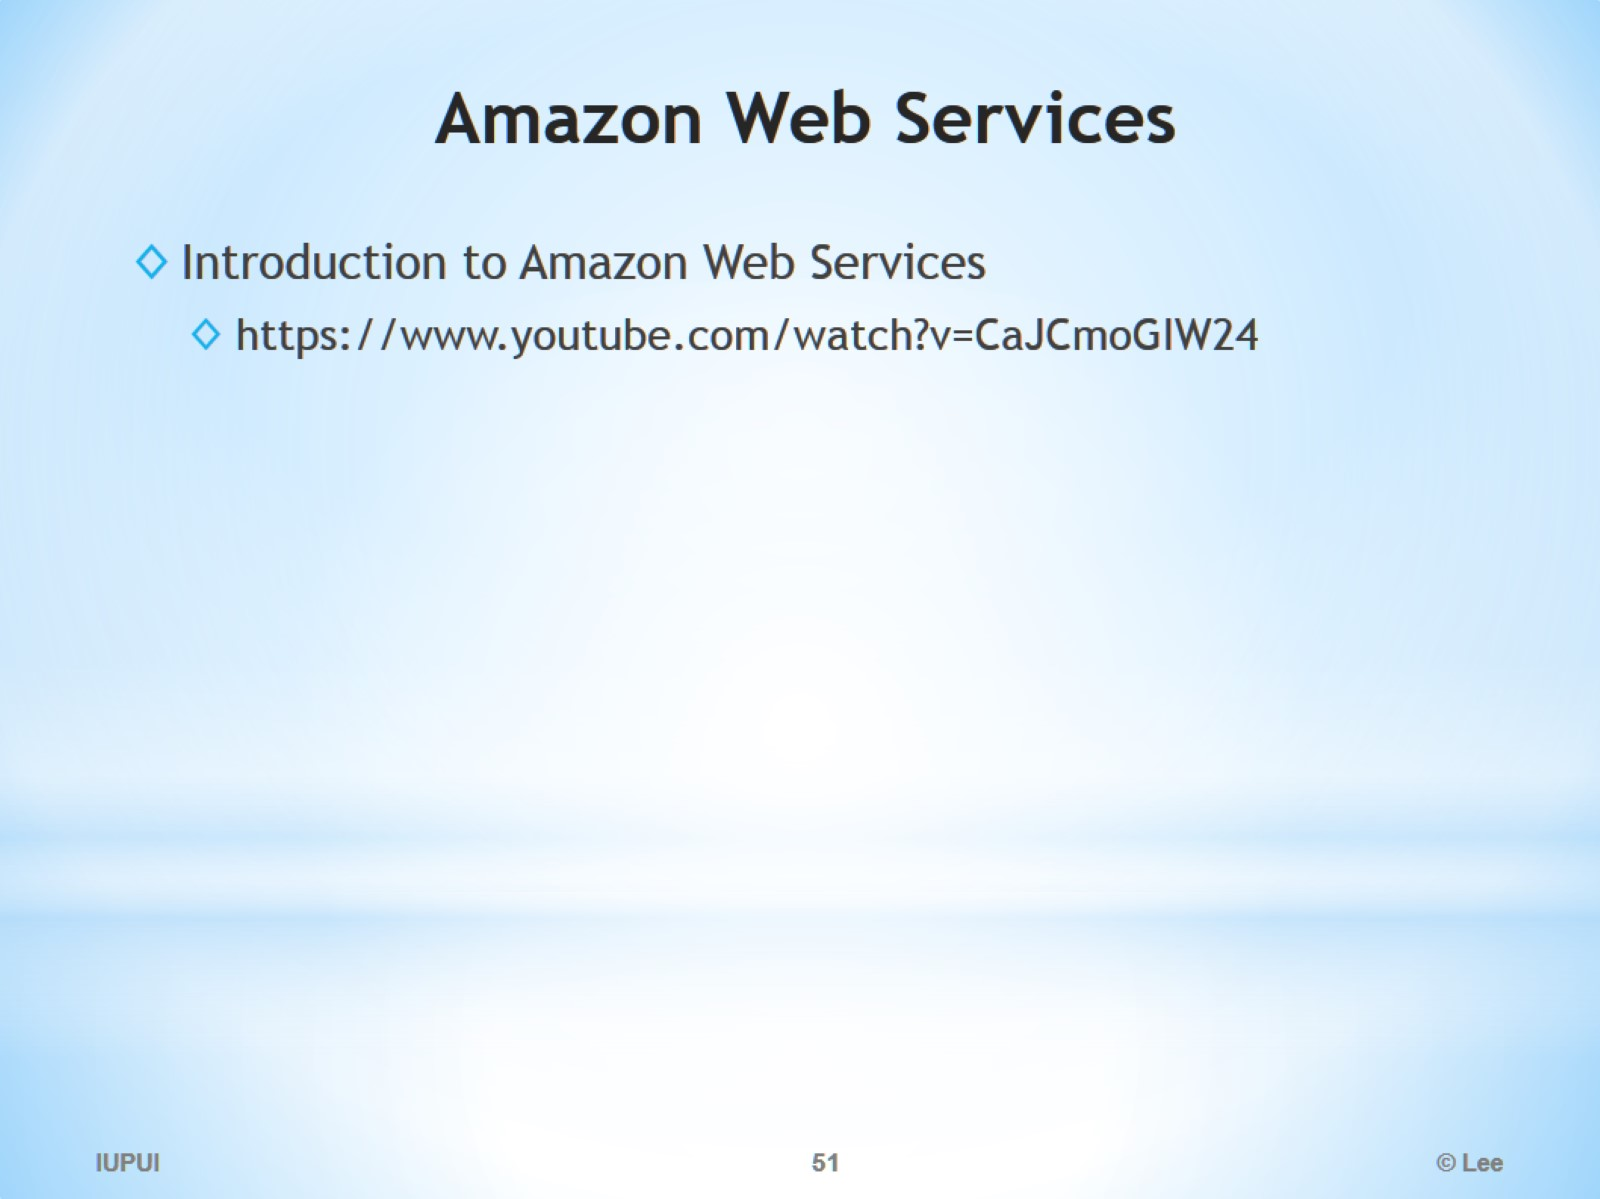 Amazon Web Services
Introduction to Amazon Web Services
https://www.youtube.com/watch?v=CaJCmoGIW24
IUPUI
51
© Lee